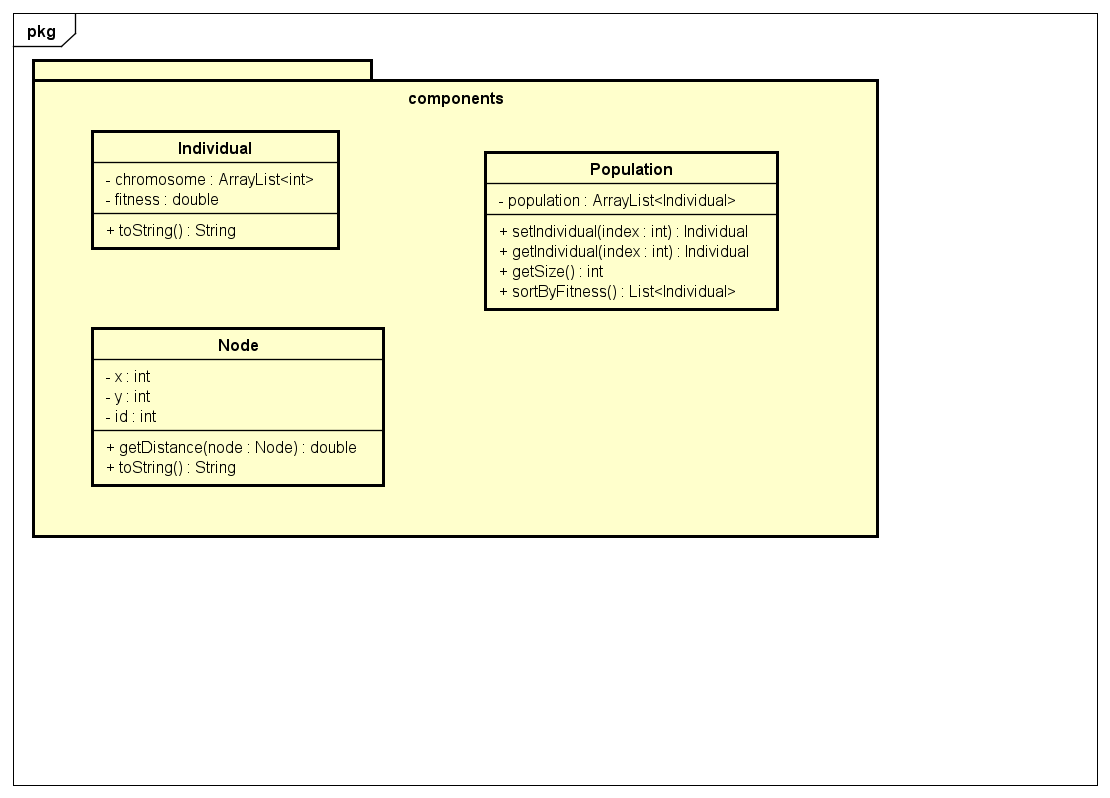 pkg
components
Individual
- chromosome : ArrayList<int>
- fitness : double
+ toString() : String
Population
- population : ArrayList<Individual>
+ setIndividual(index : int) : Individual
+ getIndividual(index : int) : Individual
+ getSize() : int
+ sortByFitness() : List<Individual>
Node
- x : int
- y : int
- id : int
+ getDistance(node : Node) : double
+ toString() : String